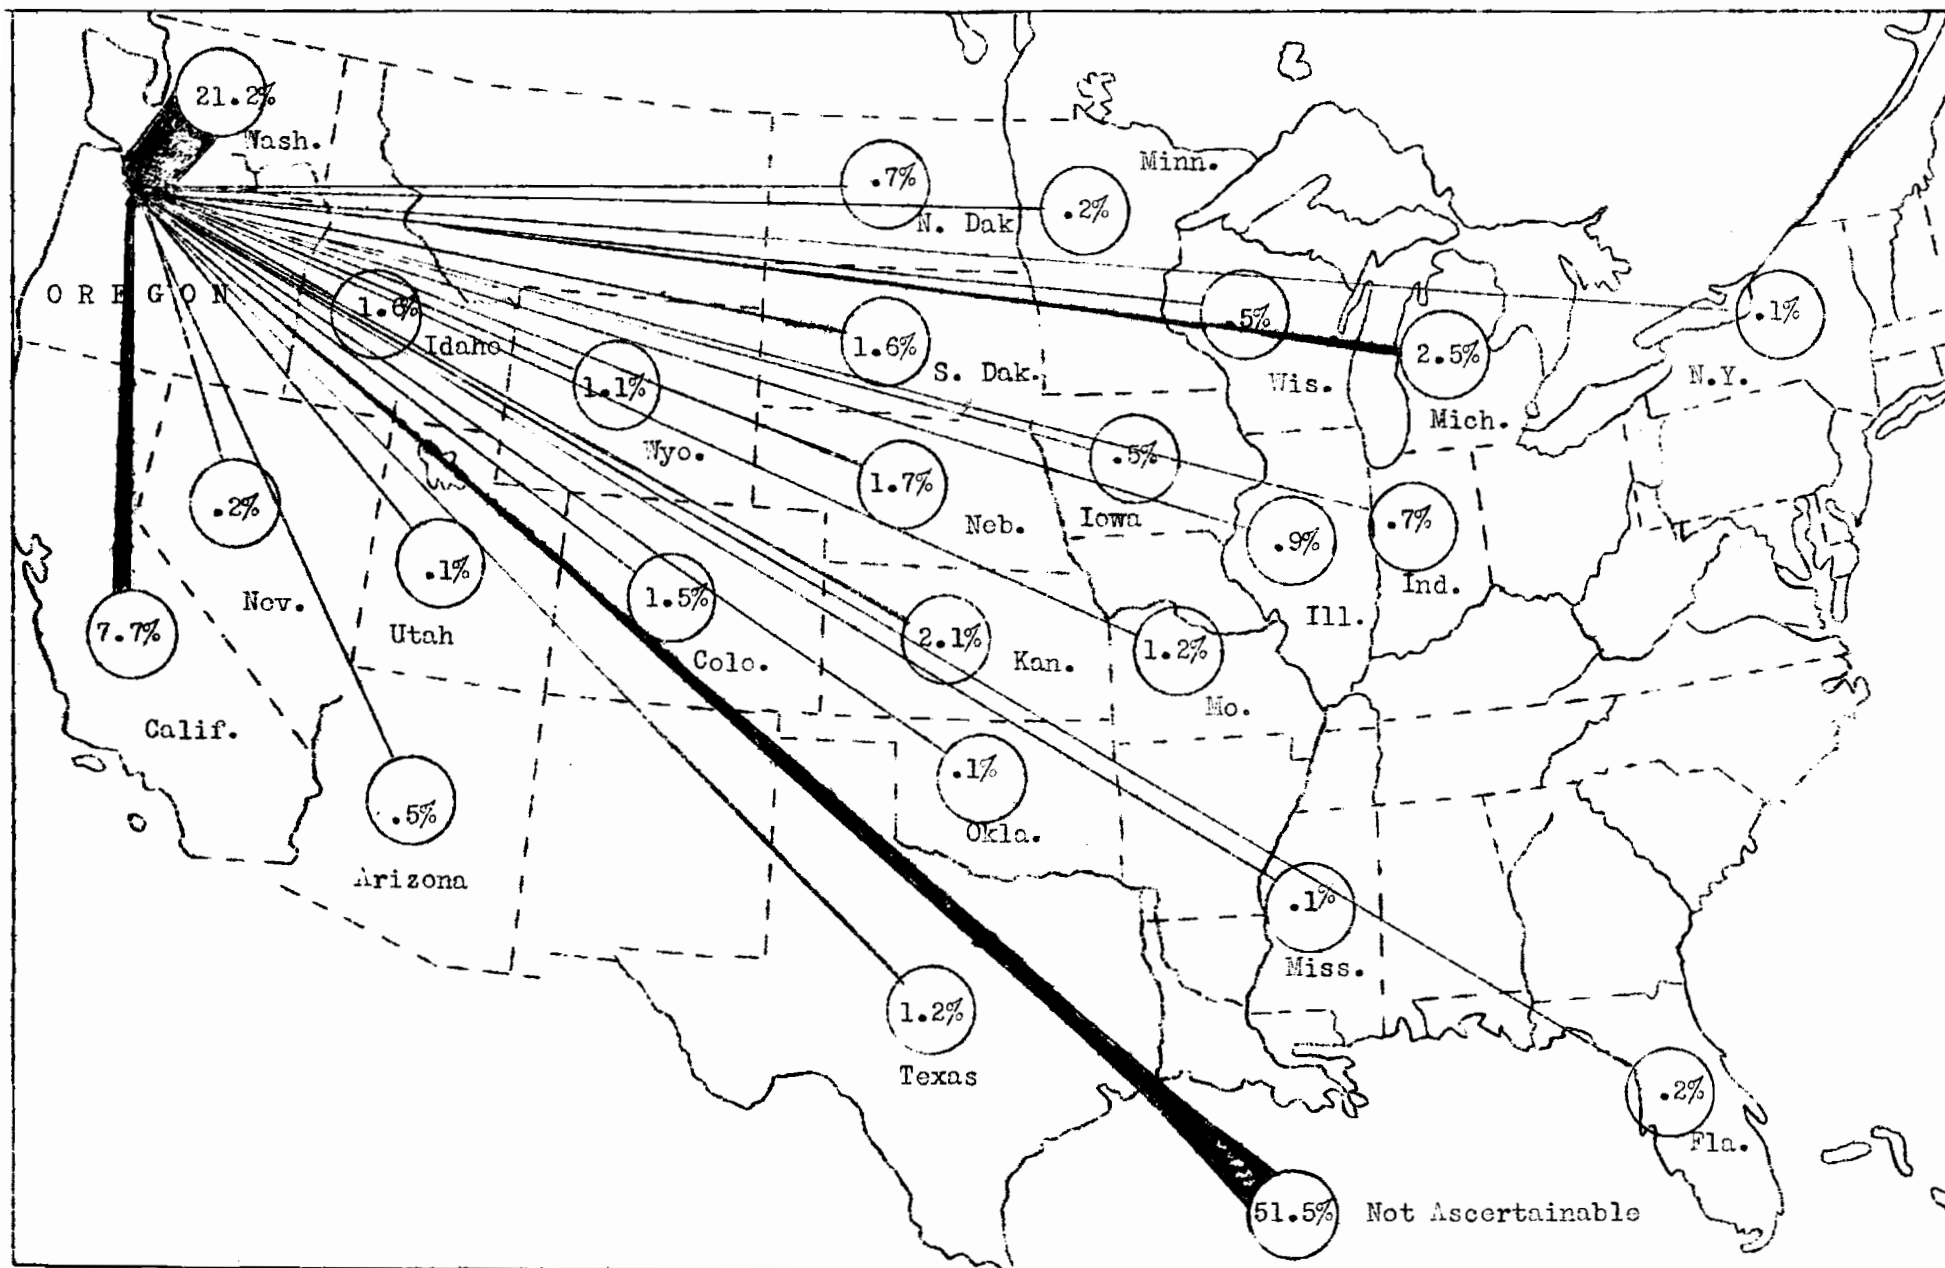 21.2%
Wash.
OREGON
.7%
N. Dak
Minn.
.2%
1.6%
Idaho
1.1%
Wyo.
1.6%
S. Dak.
.5%
Wis.
2.5%
Mich.
.1%
N.Y.
.2%
Nev.
.1%
Utah
1.7%
Neb.
.5%
Iowa
.9%
Ill.
.7%
Ind.
7.7%
Calif.
1.5%
Colo.
2.1%
Kan.
1.2%
Mo.
.5%
Arizona
.1%
Okla.
.1%
Miss.
1.2%
Texas
.2%
Fla.
51.5% Not Ascertainable